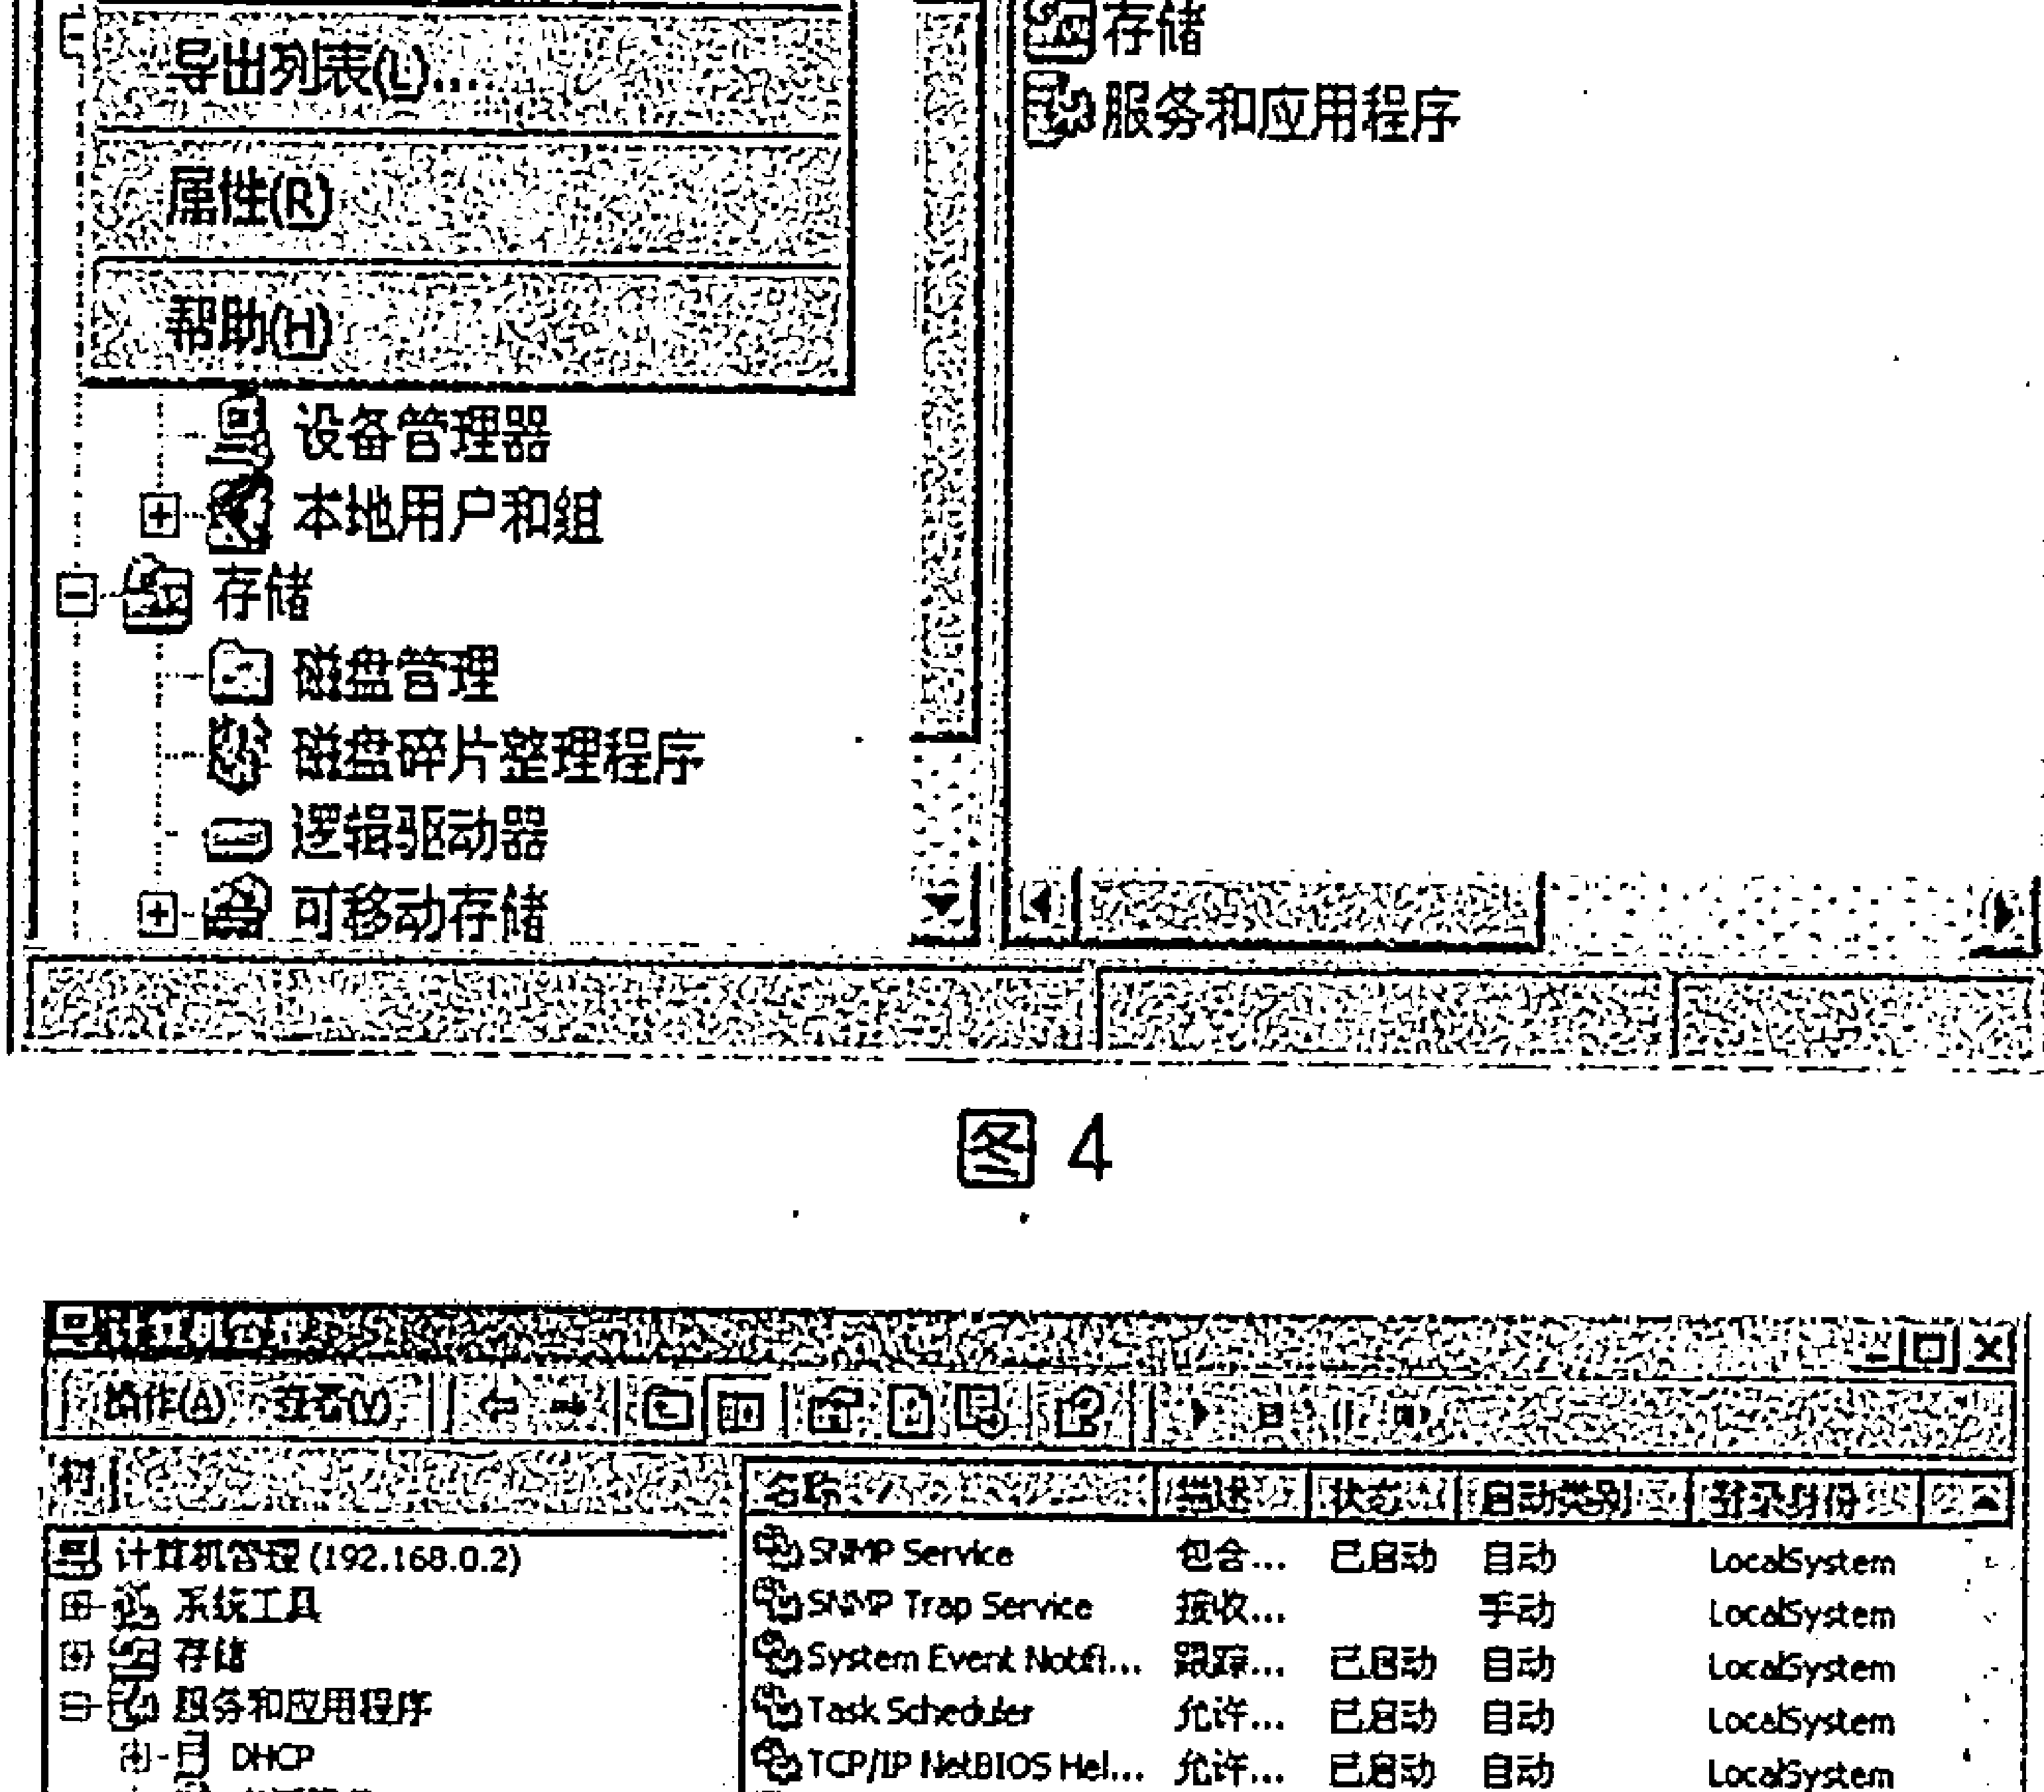 导出列表(L)...
属性(R)
帮助(H)
设备管理器
本地用户和组
存储
磁盘管理
磁盘碎片整理程序
逻辑驱动器
可移动存储
存储
服务和应用程序
图 4
计算机管理
操作(A) 查看(V)
树
计算机管理 (192.168.0.2)
系统工具
存储
服务和应用程序
DHCP
名称 描述 状态 启动类别 登录身份
SNMP Service 包含... 已启动 自动 LocalSystem
SNMP Trap Service 接收... 手动 LocalSystem
System Event Notifi... 跟踪... 已启动 自动 LocalSystem
Task Scheduler 允许... 已启动 自动 LocalSystem
TCP/IP NetBIOS Hel... 允许... 已启动 自动 LocalSystem